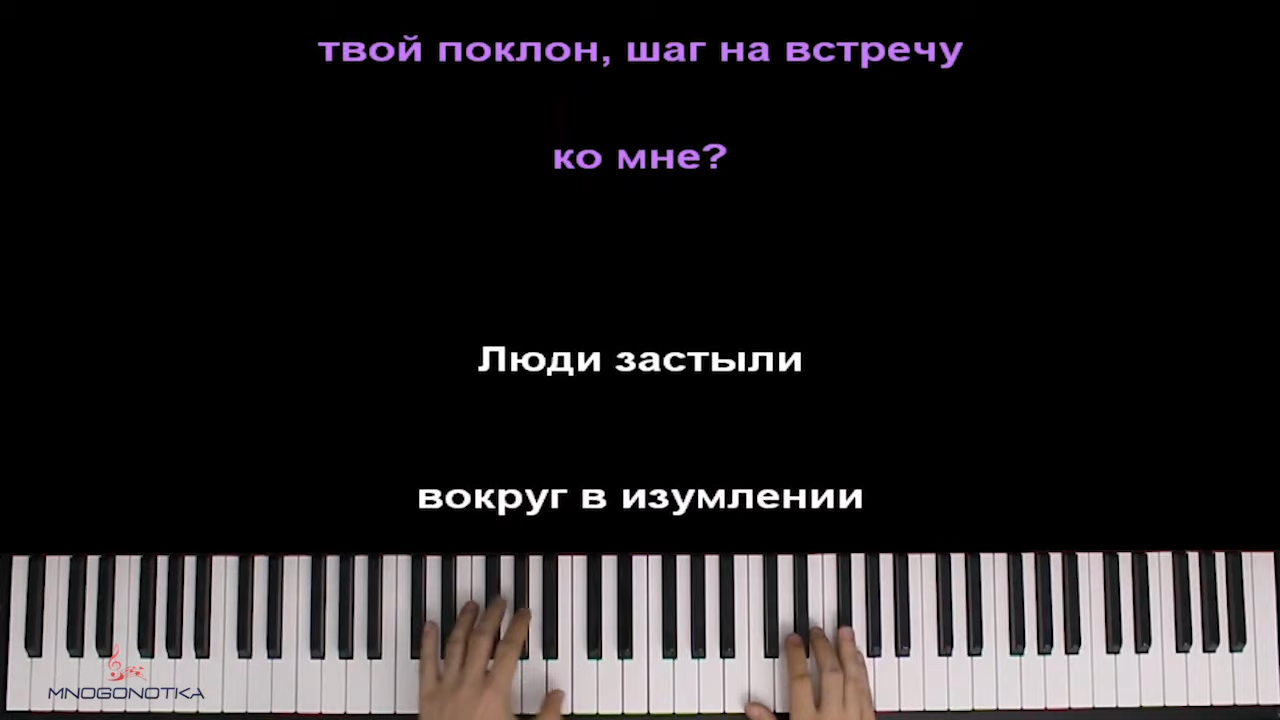 твой поклон, шаг на встречу
ко мне?
Люди застыли
вокруг в изумлении
MNOGONOTKA